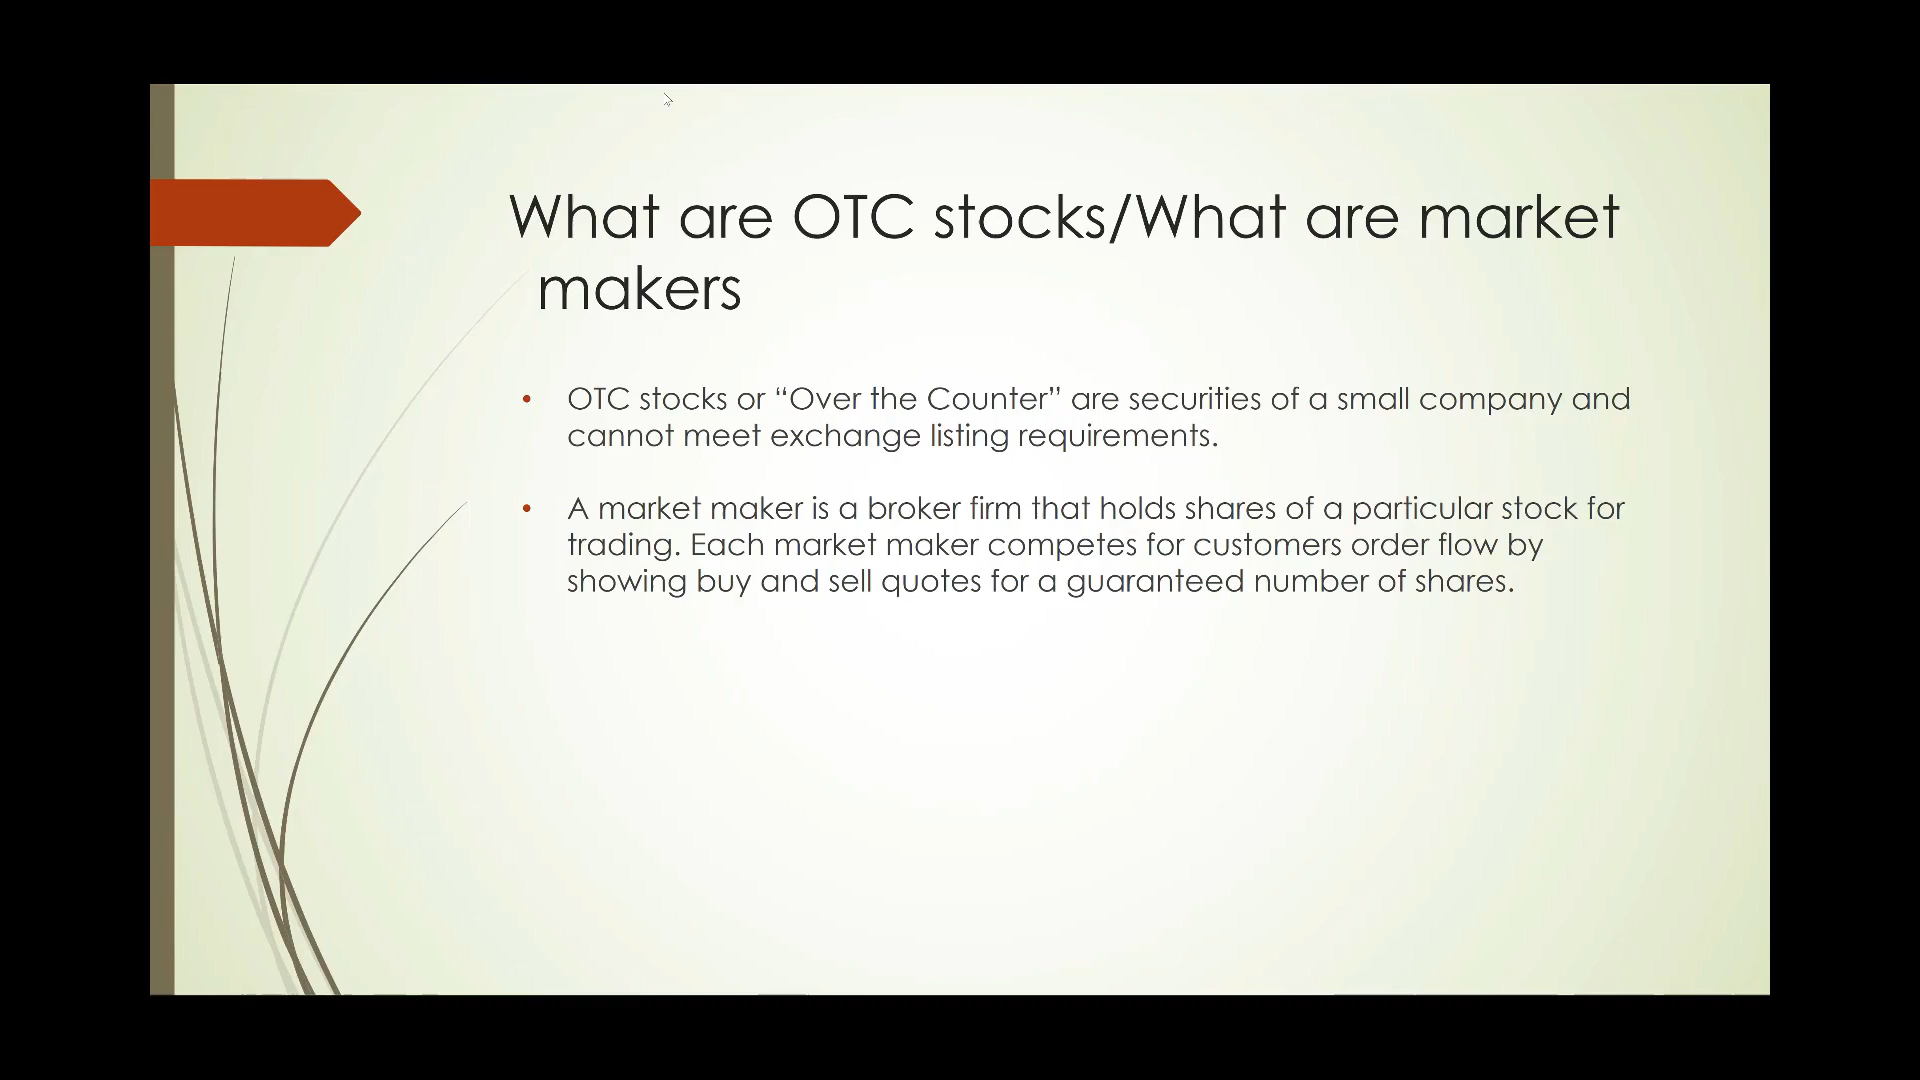 What are OTC stocks/What are market
makers
• OTC stocks or “Over the Counter” are securities of a small company and
cannot meet exchange listing requirements.
• A market maker is a broker firm that holds shares of a particular stock for
trading. Each market maker competes for customers order flow by
showing buy and sell quotes for a guaranteed number of shares.